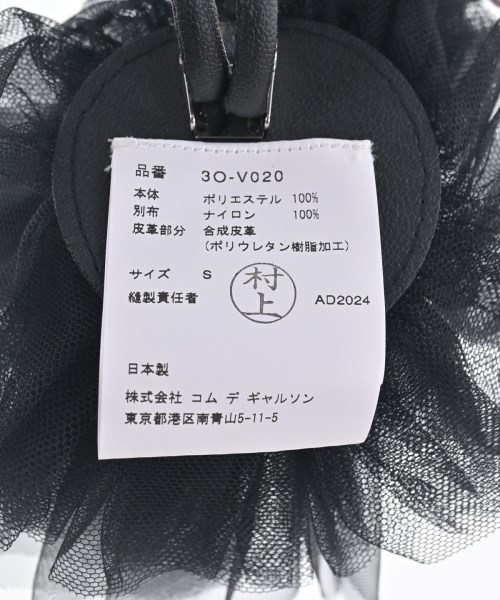 品番 3O-V020
本体 ポリエステル 100%
別布 ナイロン 100%
皮革部分 合成皮革
(ポリウレタン樹脂加工)
サイズ S
縫製責任者 村上 AD2024
日本製
株式会社 コム デ ギャルソン
東京都港区南青山5-11-5